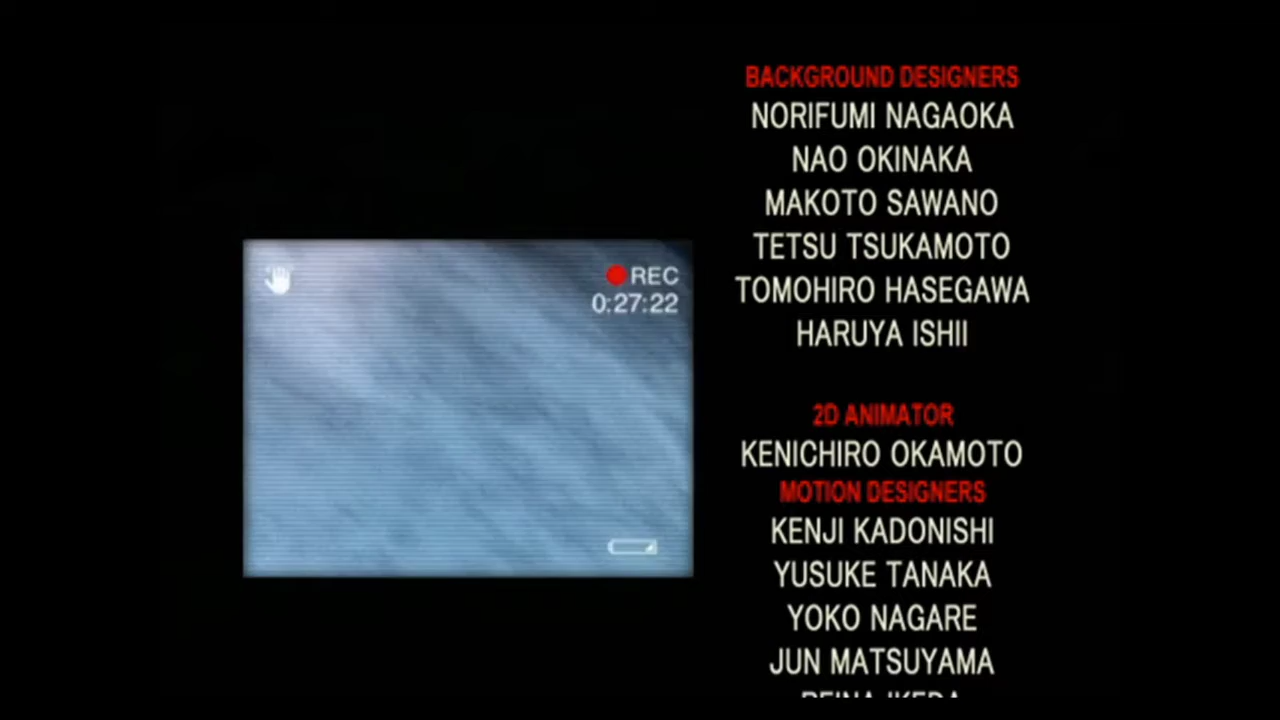 REC
0:27:22
BACKGROUND DESIGNERS
NORIFUMI NAGAOKA
NAO OKINAKA
MAKOTO SAWANO
TETSU TSUKAMOTO
TOMOHIRO HASEGAWA
HARUYA ISHII
2D ANIMATOR
KENICHIRO OKAMOTO
MOTION DESIGNERS
KENJI KADONISHI
YUSUKE TANAKA
YOKO NAGARE
JUN MATSUYAMA